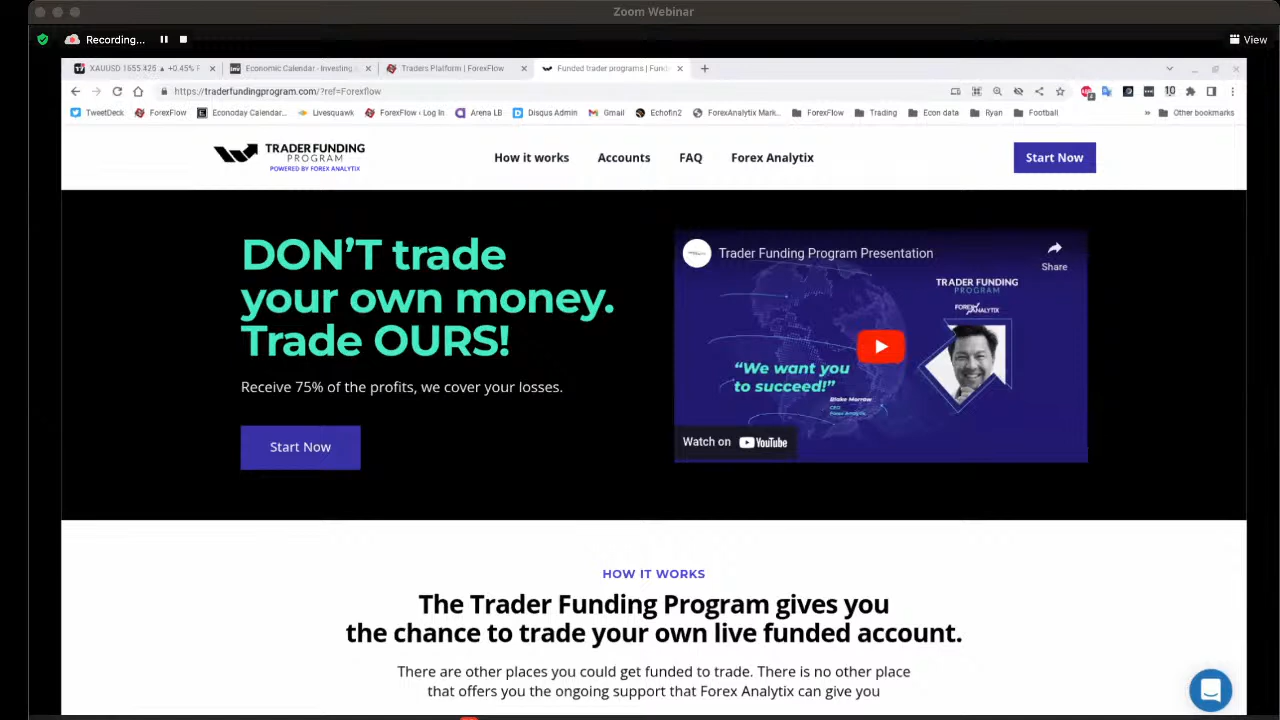 Zoom Webinar
Recording...
View
XAUUSD 1655.425 ▲ +0.45%
Economic Calendar - Investing.
Traders Platform | ForexFlow
Funded trader programs | Fund
https://traderfundingprogram.com/?ref=Forexflow
TweetDeck
ForexFlow
Econoday Calendar...
Livesquawk
ForexFlow ‹ Log In
Arena LB
Disqus Admin
Gmail
Echofin2
ForexAnalytix Mark...
ForexFlow
Trading
Econ data
Ryan
Football
Other bookmarks
TRADER FUNDING
PROGRAM
POWERED BY FOREX ANALYTIX
How it works
Accounts
FAQ
Forex Analytix
Start Now
DON'T trade
your own money.
Trade OURS!
Receive 75% of the profits, we cover your losses.
Start Now
Trader Funding Program Presentation
Share
TRADER FUNDING
PROGRAM
FOREX
ANALYTIX
“We want you
to succeed!”
Blake Morrow
CEO
Forex Analytix
Watch on YouTube
HOW IT WORKS
The Trader Funding Program gives you
the chance to trade your own live funded account.
There are other places you could get funded to trade. There is no other place
that offers you the ongoing support that Forex Analytix can give you